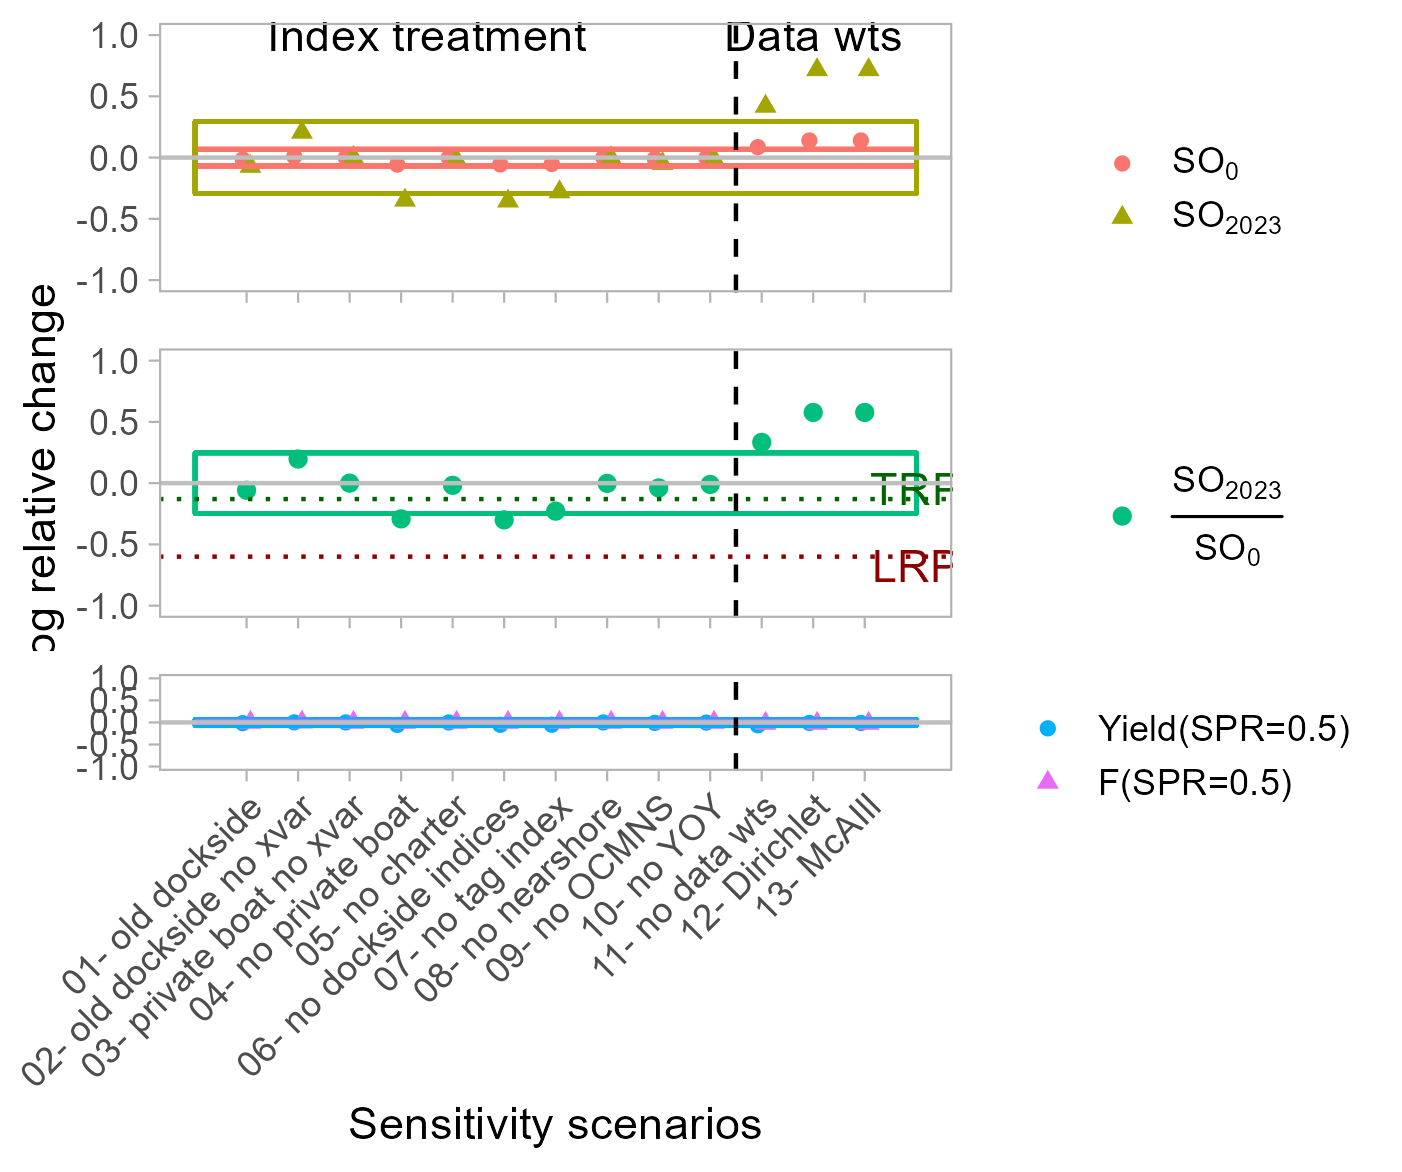 Index treatment
Data wts
1.0
0.5
0.0
-0.5
-1.0
SO0
SO2023
og relative change
1.0
0.5
0.0
-0.5
-1.0
TRP
LRP
SO2023
SO0
1.0
0.5
0.0
-0.5
-1.0
Yield(SPR=0.5)
F(SPR=0.5)
01- old dockside
02- old dockside no xvar
03- private boat no xvar
04- no private boat
05- no charter
06- no dockside indices
07- no tag index
08- no nearshore
09- no OCMNS
10- no YOY
11- no data wts
12- Dirichlet
13- McAlll
Sensitivity scenarios